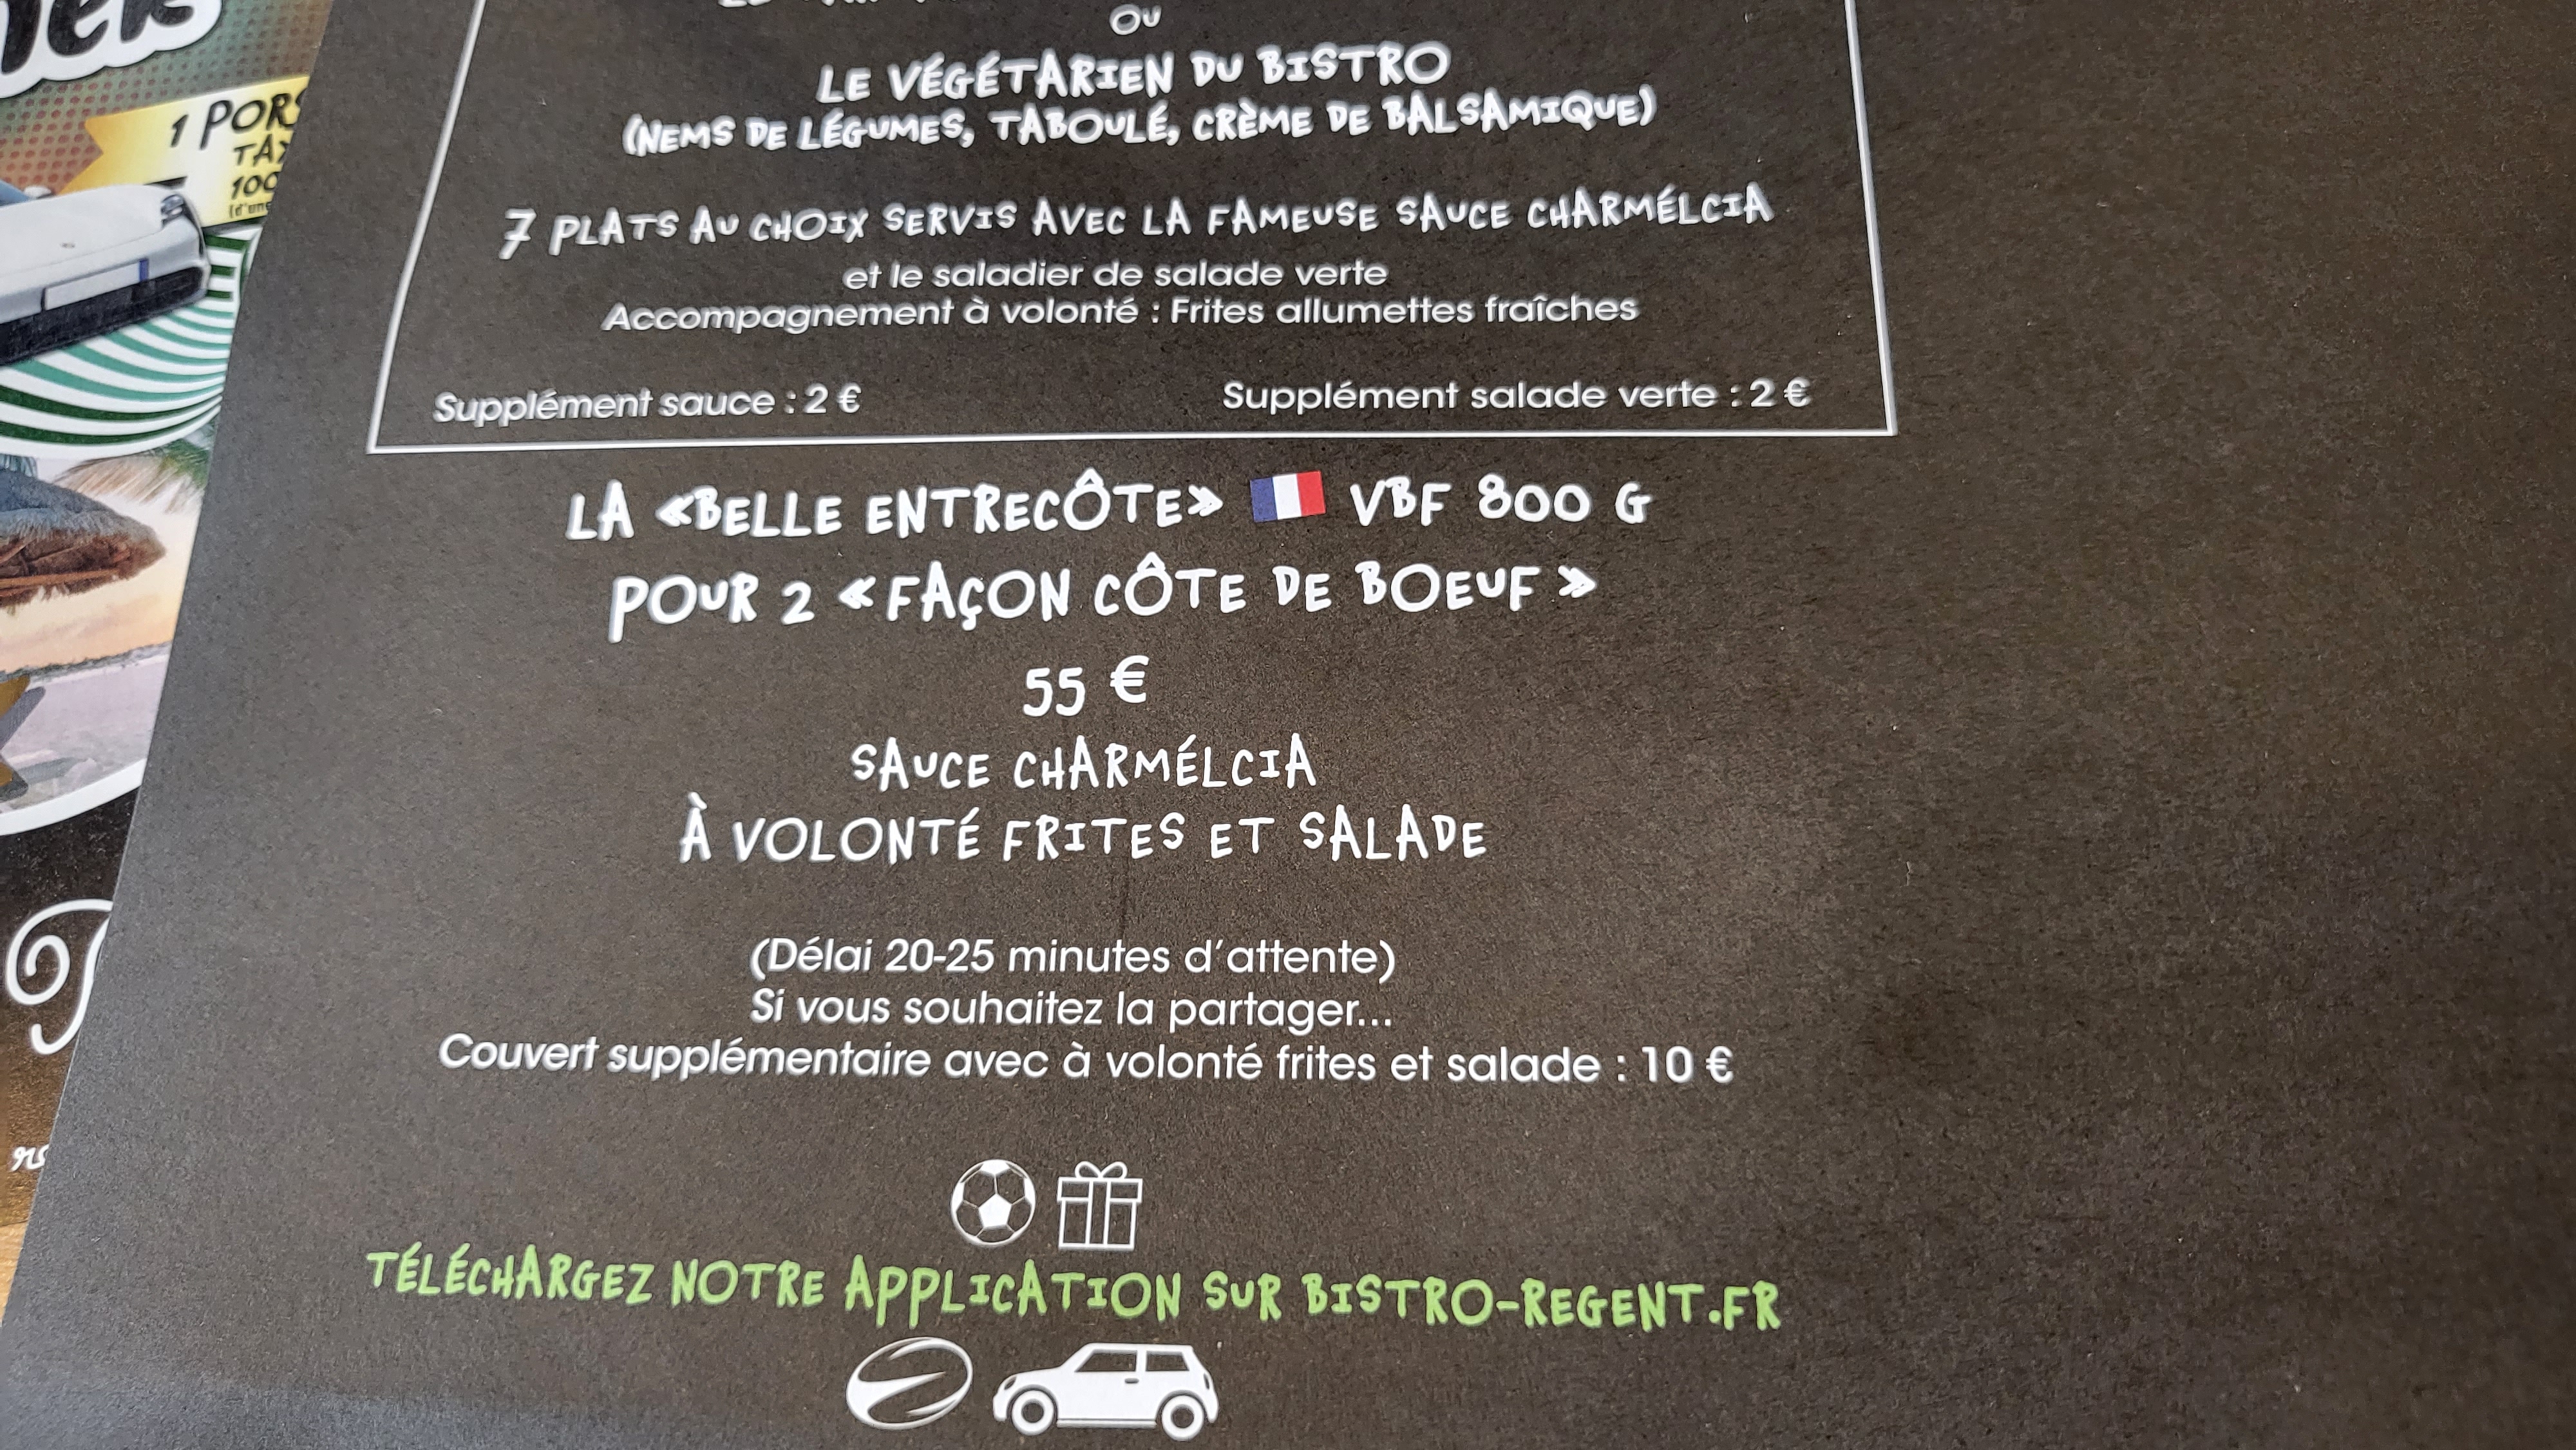 1 POR
TAX
100
(d'une
OU
LE VÉGÉTARIEN DU BISTRO
(NEMS DE LÉGUMES, TABOULÉ, CRÈME DE BALSAMIQUE)
7 PLATS AU CHOIX SERVIS AVEC LA FAMEUSE SAUCE CHARMÉLCIA
et le saladier de salade verte
Accompagnement à volonté : Frites allumettes fraîches
Supplément sauce : 2 €
Supplément salade verte : 2 €
LA «BELLE ENTRECÔTE» VBF 800 G
POUR 2 « FAÇON CÔTE DE BOEUF »
55 €
SAUCE CHARMÉLCIA
À VOLONTÉ FRITES ET SALADE
(Délai 20-25 minutes d'attente)
Si vous souhaitez la partager...
Couvert supplémentaire avec à volonté frites et salade : 10 €
TÉLÉCHARGEZ NOTRE APPLICATION SUR BISTRO-REGENT.FR